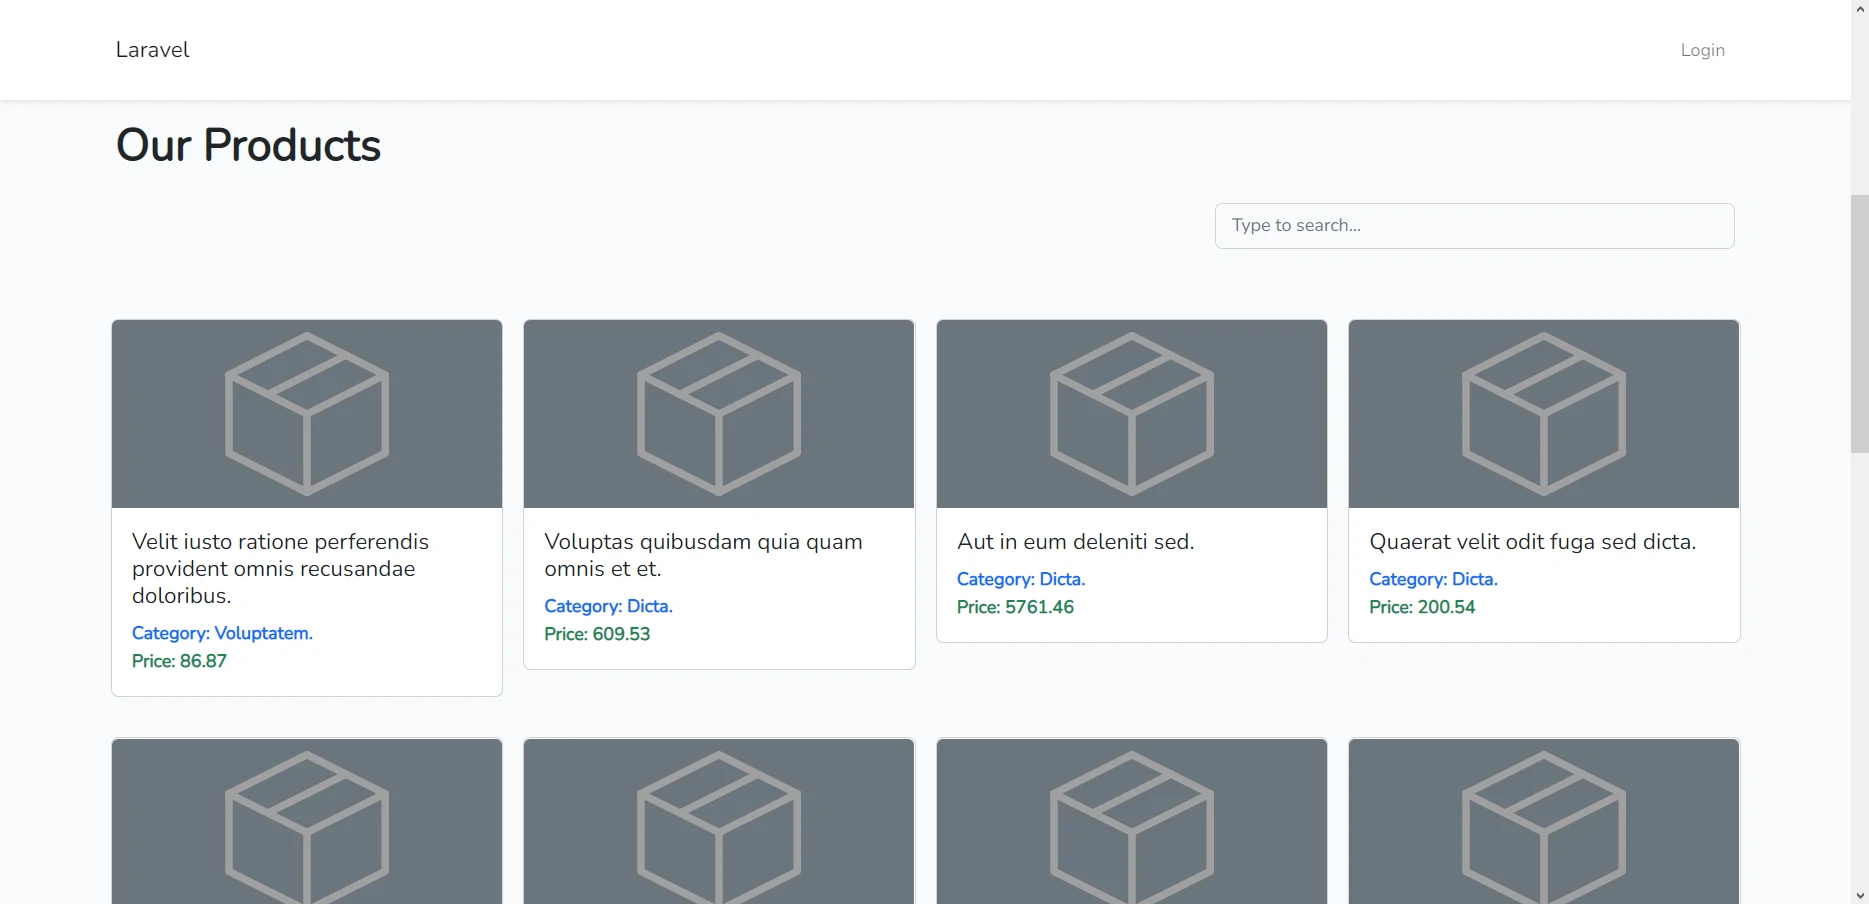 Laravel
Login
Our Products
Type to search...
Velit iusto ratione perferendis
provident omnis recusandae
doloribus.
Category: Voluptatem.
Price: 86.87
Voluptas quibusdam quia quam
omnis et et.
Category: Dicta.
Price: 609.53
Aut in eum deleniti sed.
Category: Dicta.
Price: 5761.46
Quaerat velit odit fuga sed dicta.
Category: Dicta.
Price: 200.54